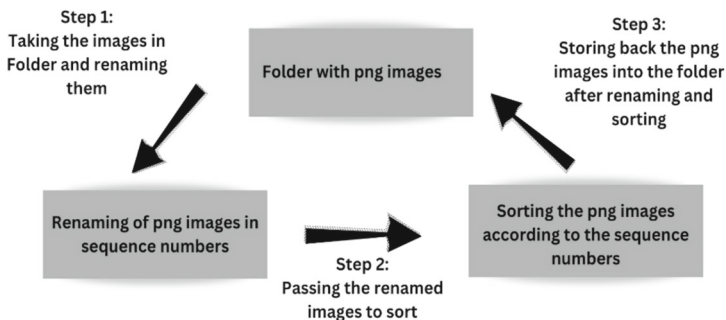 Step 1:
Taking the images in
Folder and renaming
them
Folder with png images
Step 3:
Storing back the png
images into the folder
after renaming and
sorting
Renaming of png images in
sequence numbers
Step 2:
Passing the renamed
images to sort
Sorting the png images
according to the sequence
numbers